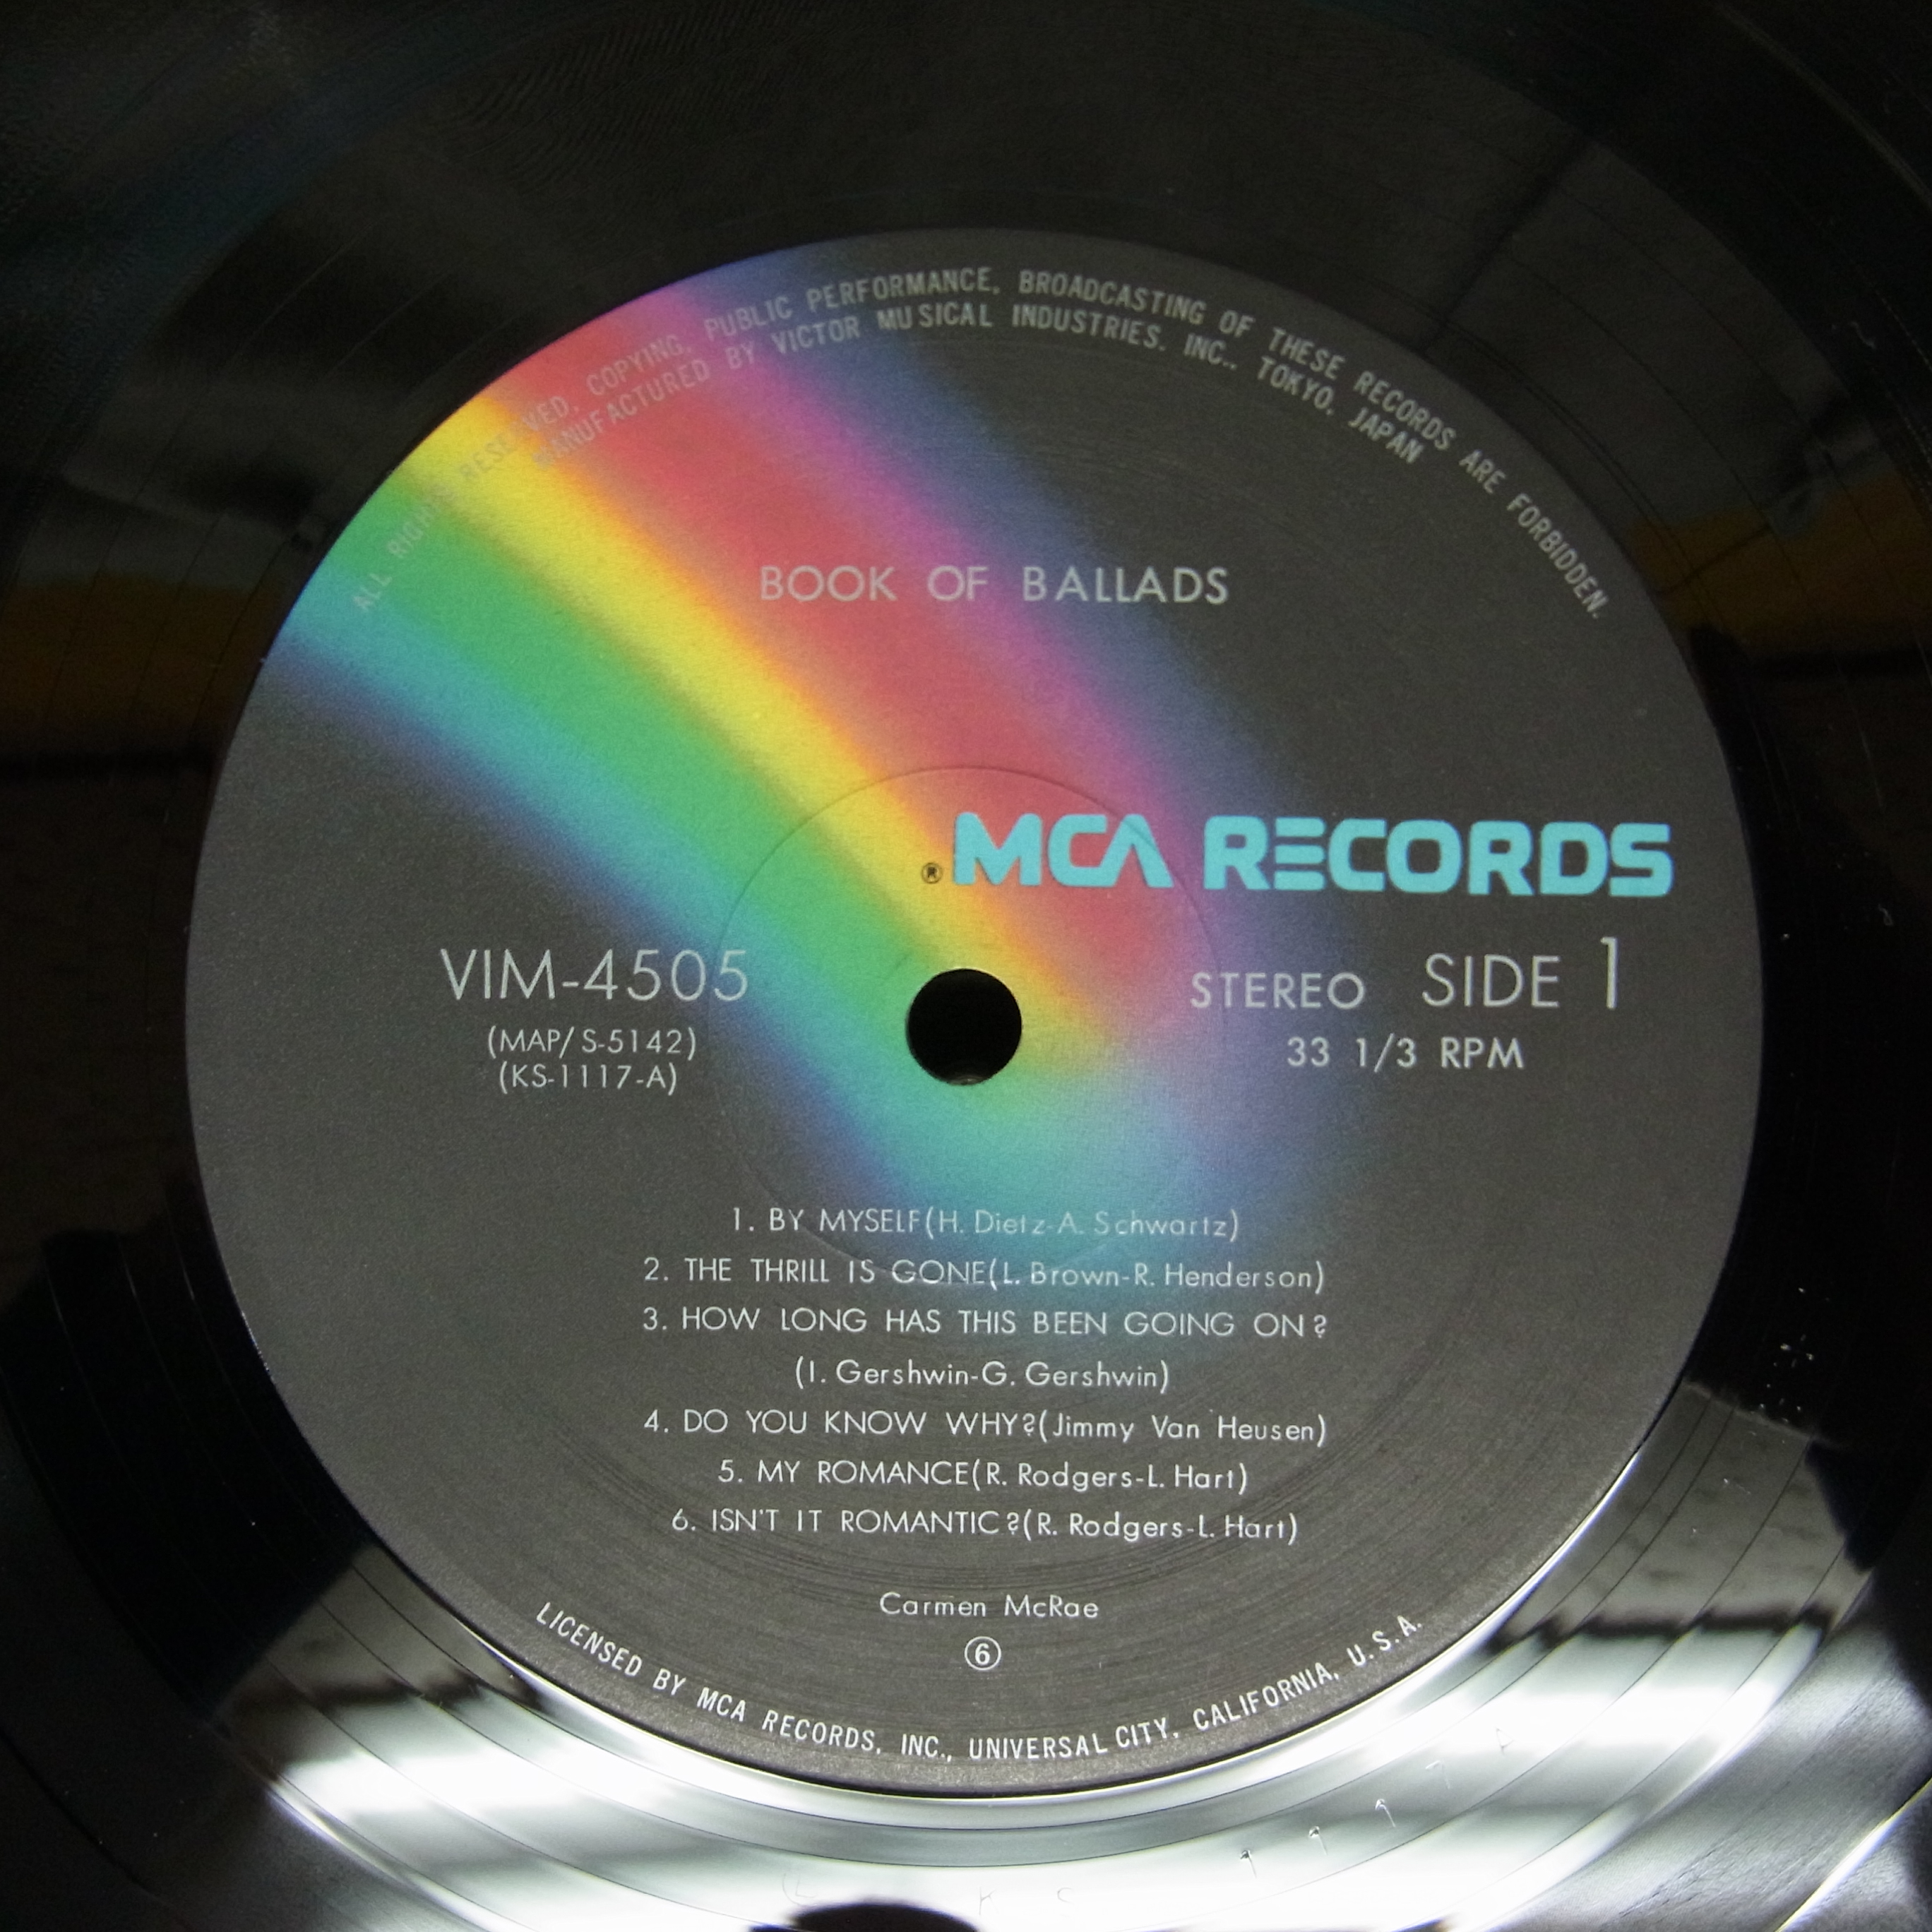 ALL RIGHTS RESERVED. COPYING. PUBLIC PERFORMANCE. BROADCASTING OF THESE RECORDS ARE FORBIDDEN.
MANUFACTURED BY VICTOR MUSICAL INDUSTRIES. INC., TOKYO. JAPAN
BOOK OF BALLADS
® MCA RECORDS
VIM-4505
(MAP/S-5142)
(KS-1117-A)
STEREO SIDE 1
33 1/3 RPM
1. BY MYSELF(H. Dietz-A. Schwartz)
2. THE THRILL IS GONE(L. Brown-R. Henderson)
3. HOW LONG HAS THIS BEEN GOING ON?
(I. Gershwin-G. Gershwin)
4. DO YOU KNOW WHY?(Jimmy Van Heusen)
5. MY ROMANCE(R. Rodgers-L. Hart)
6. ISN'T IT ROMANTIC?(R. Rodgers-L. Hart)
Carmen McRae
⑥
LICENSED BY MCA RECORDS, INC., UNIVERSAL CITY, CALIFORNIA, U.S.A.